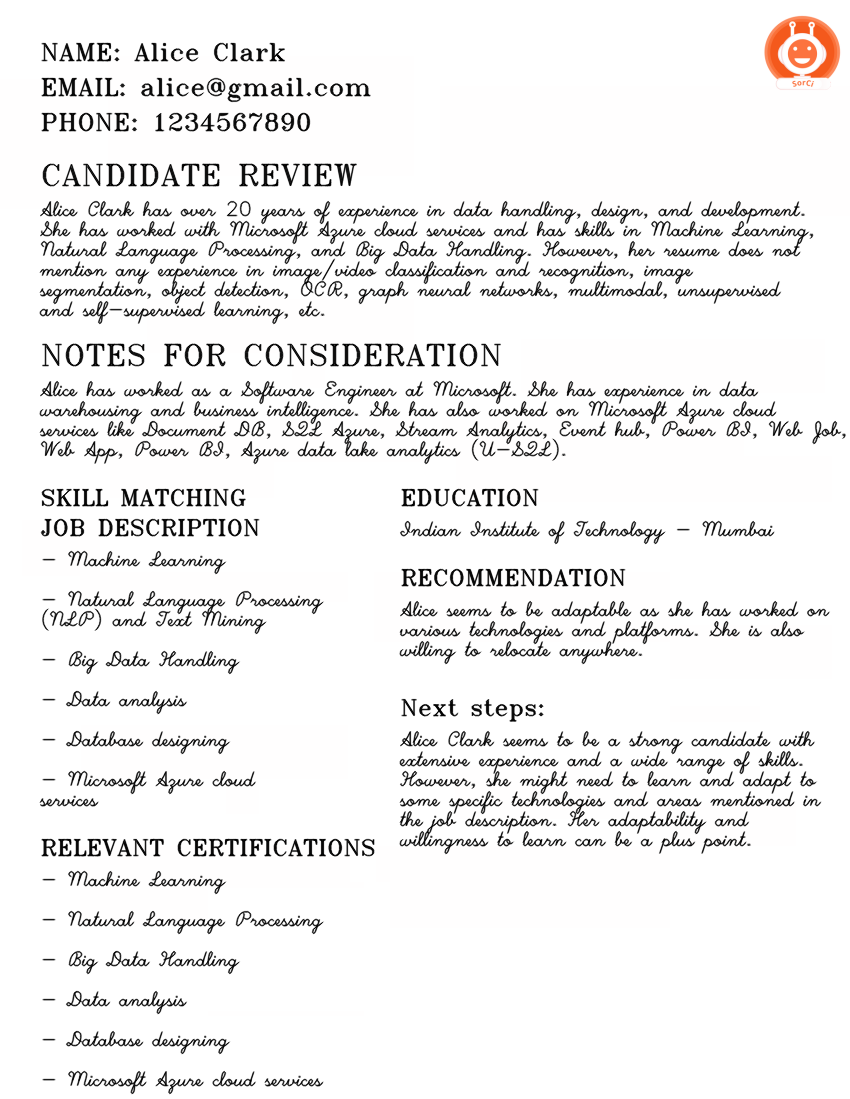 SorCi
NAME: Alice Clark
EMAIL: alice@gmail.com
PHONE: 1234567890
CANDIDATE REVIEW
Alice Clark has over 20 years of experience in data handling, design, and development.
She has worked with Microsoft Azure cloud services and has skills in Machine Learning,
Natural Language Processing, and Big Data Handling. However, her resume does not
mention any experience in image/video classification and recognition, image
segmentation, object detection, OCR, graph neural networks, multimodal, unsupervised
and self-supervised learning, etc.
NOTES FOR CONSIDERATION
Alice has worked as a Software Engineer at Microsoft. She has experience in data
warehousing and business intelligence. She has also worked on Microsoft Azure cloud
services like Document DB, SQL Azure, Stream Analytics, Event hub, Power BI, Web Job,
Web App, Power BI, Azure data lake analytics (U-SQL).
SKILL MATCHING
JOB DESCRIPTION
- Machine Learning
- Natural Language Processing
(NLP) and Text Mining
- Big Data Handling
- Data analysis
- Database designing
- Microsoft Azure cloud
services
RELEVANT CERTIFICATIONS
- Machine Learning
- Natural Language Processing
- Big Data Handling
- Data analysis
- Database designing
- Microsoft Azure cloud services
EDUCATION
Indian Institute of Technology - Mumbai
RECOMMENDATION
Alice seems to be adaptable as she has worked on
various technologies and platforms. She is also
willing to relocate anywhere.
Next steps:
Alice Clark seems to be a strong candidate with
extensive experience and a wide range of skills.
However, she might need to learn and adapt to
some specific technologies and areas mentioned in
the job description. Her adaptability and
willingness to learn can be a plus point.